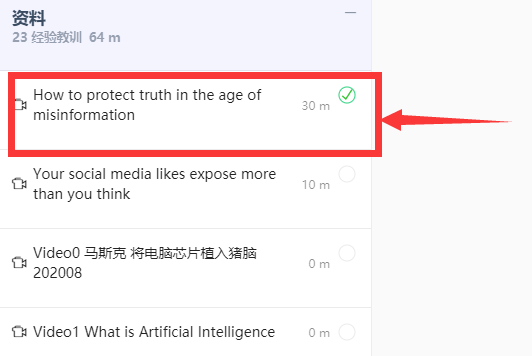 资料
23 经验教训 64 m
How to protect truth in the age of
misinformation
30 m
Your social media likes expose more
than you think
10 m
Video0 马斯克 将电脑芯片植入猪脑
202008
0 m
Video1 What is Artificial Intelligence
0 m